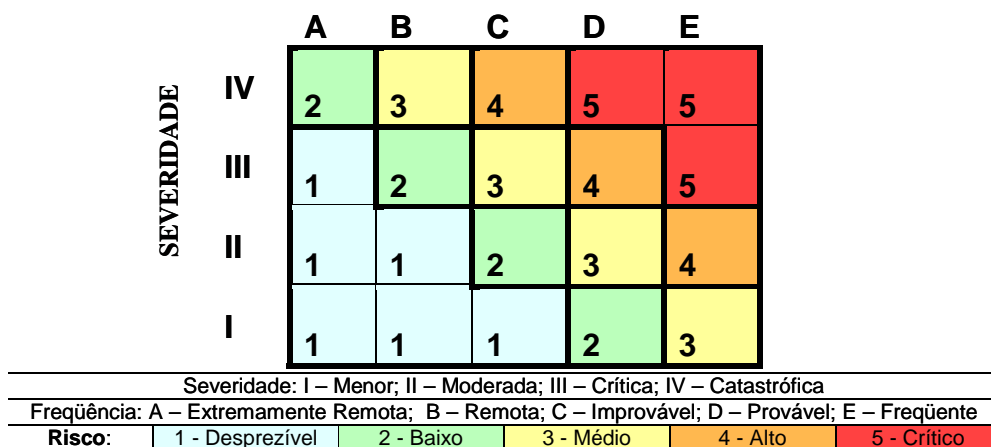 A B C D E
SEVERIDADE
IV 2 3 4 5 5
III 1 2 3 4 5
II 1 1 2 3 4
I 1 1 1 2 3
Severidade: I – Menor; II – Moderada; III – Crítica; IV – Catastrófica
Freqüência: A – Extremamente Remota; B – Remota; C – Improvável; D – Provável; E – Freqüente
Risco: 1 - Desprezível 2 - Baixo 3 - Médio 4 - Alto 5 - Crítico